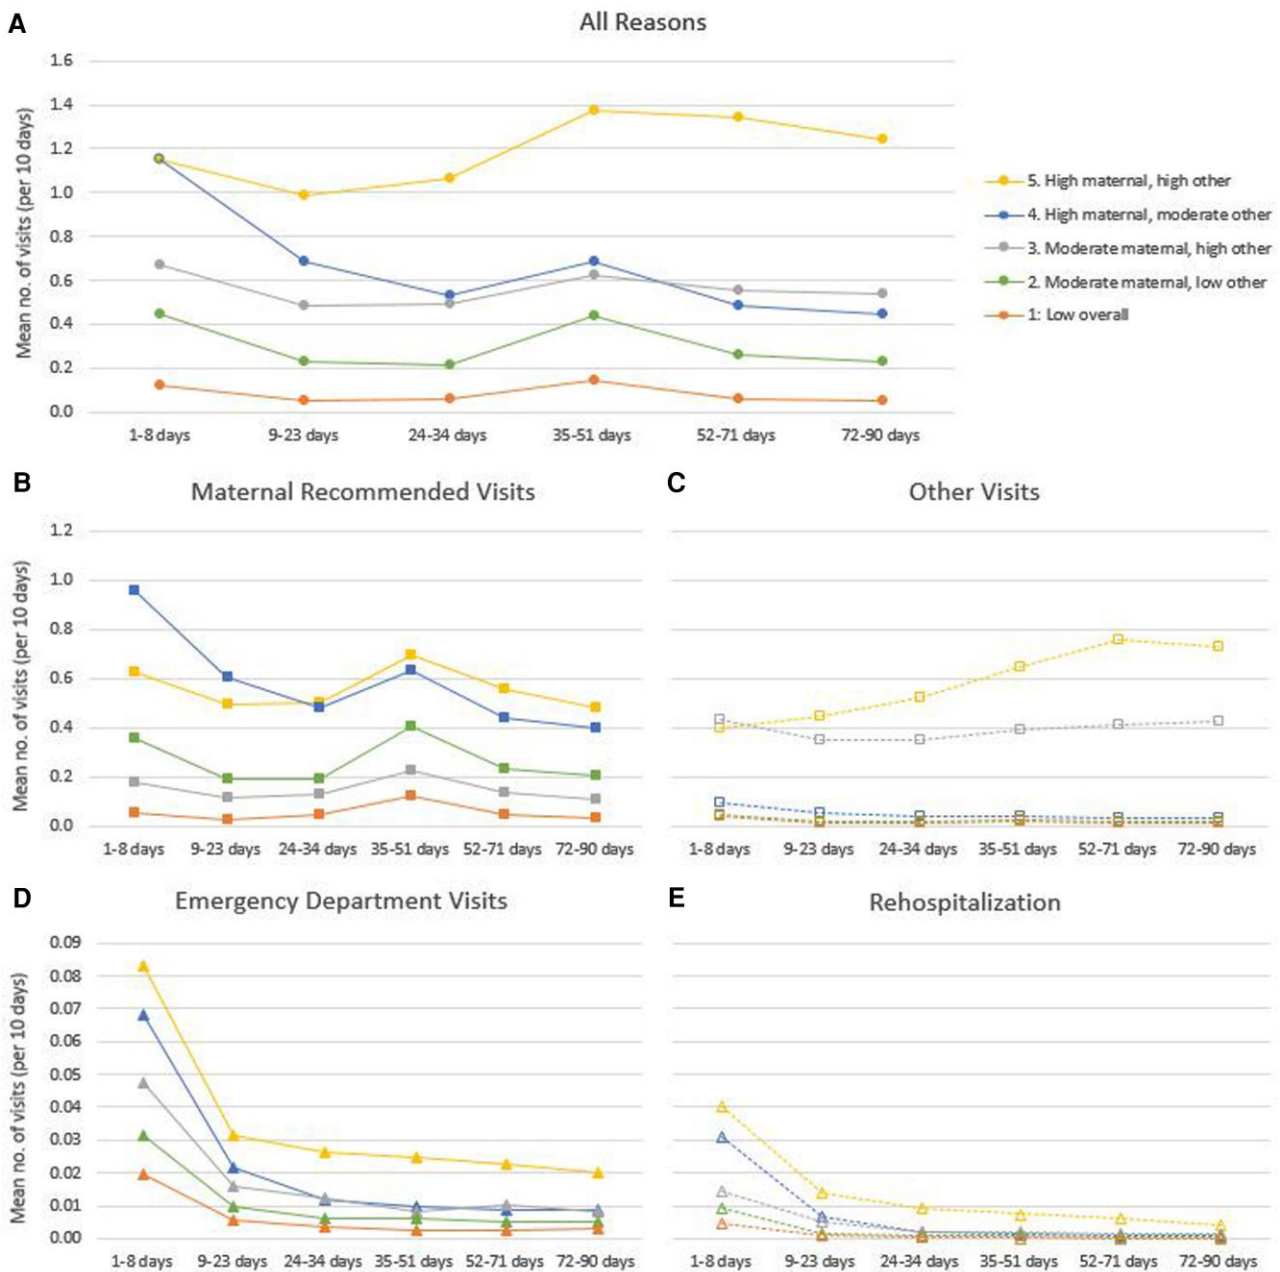 A
All Reasons
Mean no. of visits (per 10 days)
1.6
1.4
1.2
1.0
0.8
0.6
0.4
0.2
0.0
1-8 days 9-23 days 24-34 days 35-51 days 52-71 days 72-90 days
5. High maternal, high other
4. High maternal, moderate other
3. Moderate maternal, high other
2. Moderate maternal, low other
1: Low overall
B
Maternal Recommended Visits
Mean no. of visits (per 10 days)
1.2
1.0
0.8
0.6
0.4
0.2
0.0
1-8 days 9-23 days 24-34 days 35-51 days 52-71 days 72-90 days
C
Other Visits
1-8 days 9-23 days 24-34 days 35-51 days 52-71 days 72-90 days
D
Emergency Department Visits
Mean no. of visits (per 10 days)
0.09
0.08
0.07
0.06
0.05
0.04
0.03
0.02
0.01
0.00
1-8 days 9-23 days 24-34 days 35-51 days 52-71 days 72-90 days
E
Rehospitalization
1-8 days 9-23 days 24-34 days 35-51 days 52-71 days 72-90 days